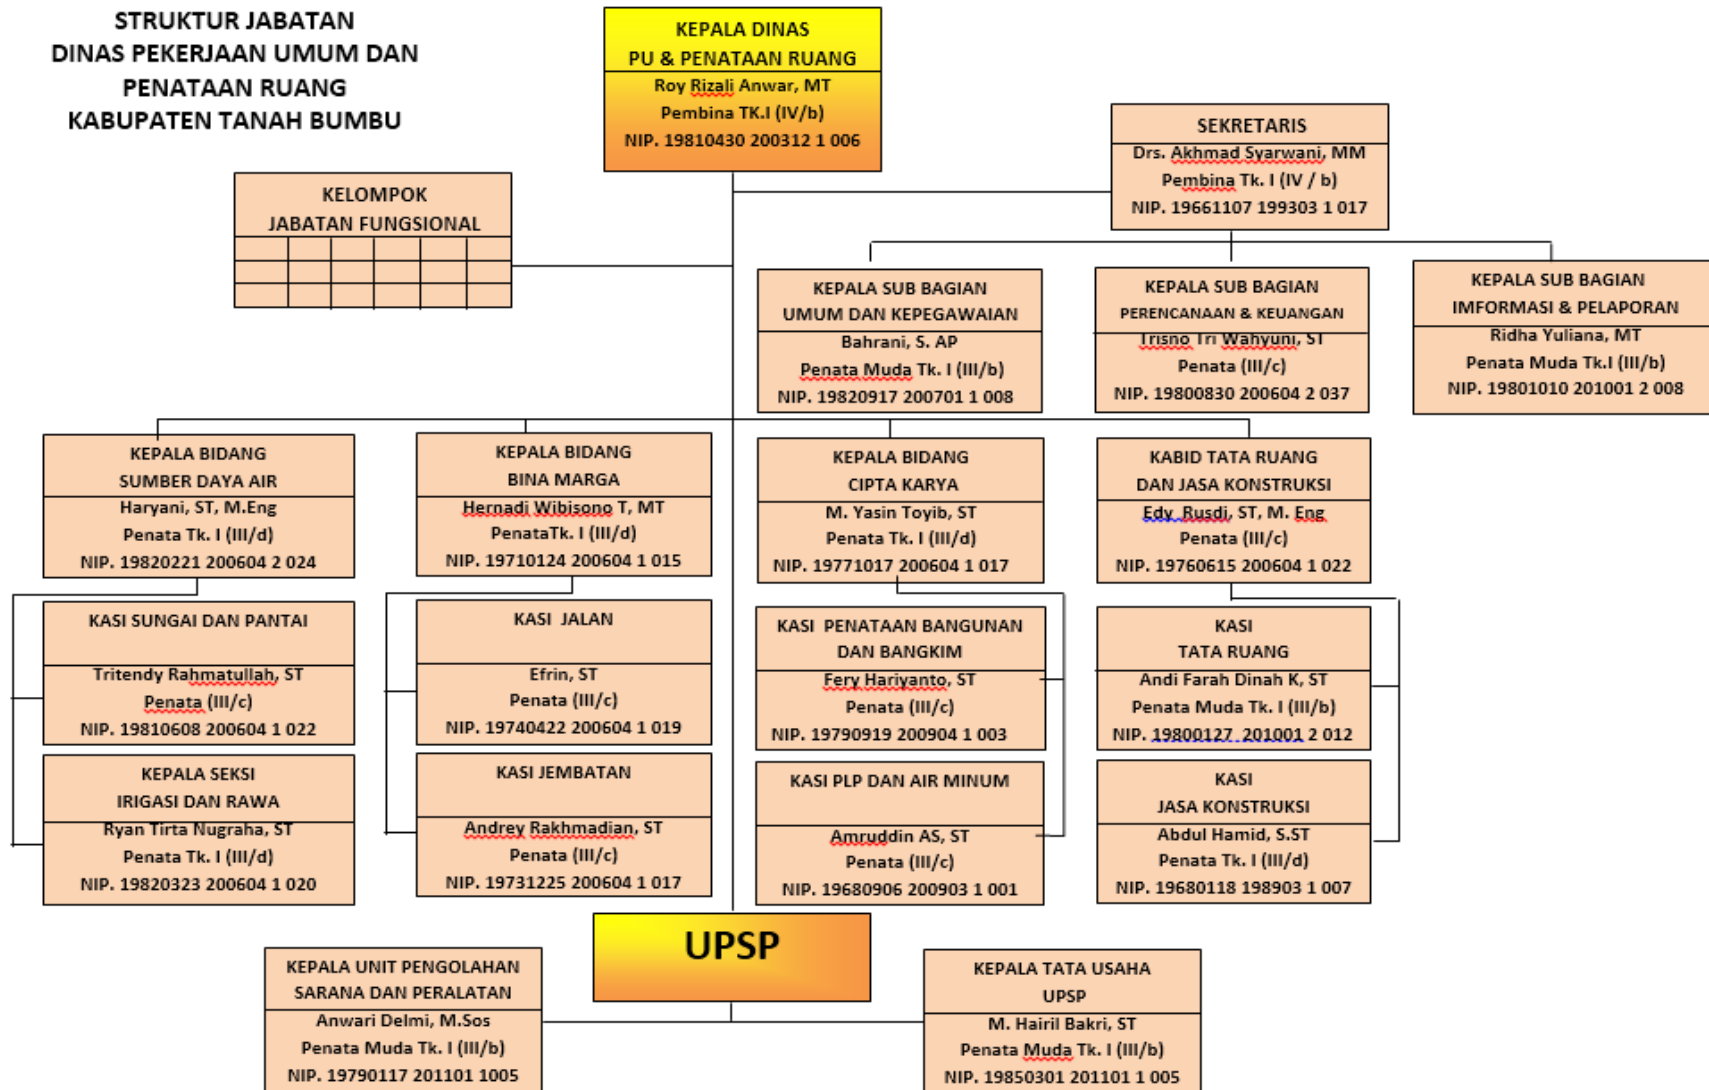 STRUKTUR JABATAN
DINAS PEKERJAAN UMUM DAN
PENATAAN RUANG
KABUPATEN TANAH BUMBU
KEPALA DINAS
PU & PENATAAN RUANG
Roy Rizali Anwar, MT
Pembina TK.I (IV/b)
NIP. 19810430 200312 1 006
SEKRETARIS
Drs. Akhmad Syarwani, MM
Pembina Tk. I (IV / b)
NIP. 19661107 199303 1 017
KELOMPOK
JABATAN FUNGSIONAL
KEPALA SUB BAGIAN
UMUM DAN KEPEGAWAIAN
Bahrani, S. AP
Penata Muda Tk. I (III/b)
NIP. 19820917 200701 1 008
KEPALA SUB BAGIAN
PERENCANAAN & KEUANGAN
Trisno Tri Wahyuni, ST
Penata (III/c)
NIP. 19800830 200604 2 037
KEPALA SUB BAGIAN
IMFORMASI & PELAPORAN
Ridha Yuliana, MT
Penata Muda Tk.I (III/b)
NIP. 19801010 201001 2 008
KEPALA BIDANG
SUMBER DAYA AIR
Haryani, ST, M.Eng
Penata Tk. I (III/d)
NIP. 19820221 200604 2 024
KEPALA BIDANG
BINA MARGA
Hernadi Wibisono T, MT
PenataTk. I (III/d)
NIP. 19710124 200604 1 015
KEPALA BIDANG
CIPTA KARYA
M. Yasin Toyib, ST
Penata Tk. I (III/d)
NIP. 19771017 200604 1 017
KABID TATA RUANG
DAN JASA KONSTRUKSI
Edy Rusdi, ST, M. Eng
Penata (III/c)
NIP. 19760615 200604 1 022
KASI SUNGAI DAN PANTAI
Tritendy Rahmatullah, ST
Penata (III/c)
NIP. 19810608 200604 1 022
KASI JALAN
Efrin, ST
Penata (III/c)
NIP. 19740422 200604 1 019
KASI PENATAAN BANGUNAN
DAN BANGKIM
Fery Hariyanto, ST
Penata (III/c)
NIP. 19790919 200904 1 003
KASI
TATA RUANG
Andi Farah Dinah K, ST
Penata Muda Tk. I (III/b)
NIP. 19800127 201001 2 012
KEPALA SEKSI
IRIGASI DAN RAWA
Ryan Tirta Nugraha, ST
Penata Tk. I (III/d)
NIP. 19820323 200604 1 020
KASI JEMBATAN
Andrey Rakhmadian, ST
Penata (III/c)
NIP. 19731225 200604 1 017
KASI PLP DAN AIR MINUM
Amruddin AS, ST
Penata (III/c)
NIP. 19680906 200903 1 001
KASI
JASA KONSTRUKSI
Abdul Hamid, S.ST
Penata Tk. I (III/d)
NIP. 19680118 198903 1 007
UPSP
KEPALA UNIT PENGOLAHAN
SARANA DAN PERALATAN
Anwari Delmi, M.Sos
Penata Muda Tk. I (III/b)
NIP. 19790117 201101 1005
KEPALA TATA USAHA
UPSP
M. Hairil Bakri, ST
Penata Muda Tk. I (III/b)
NIP. 19850301 201101 1 005